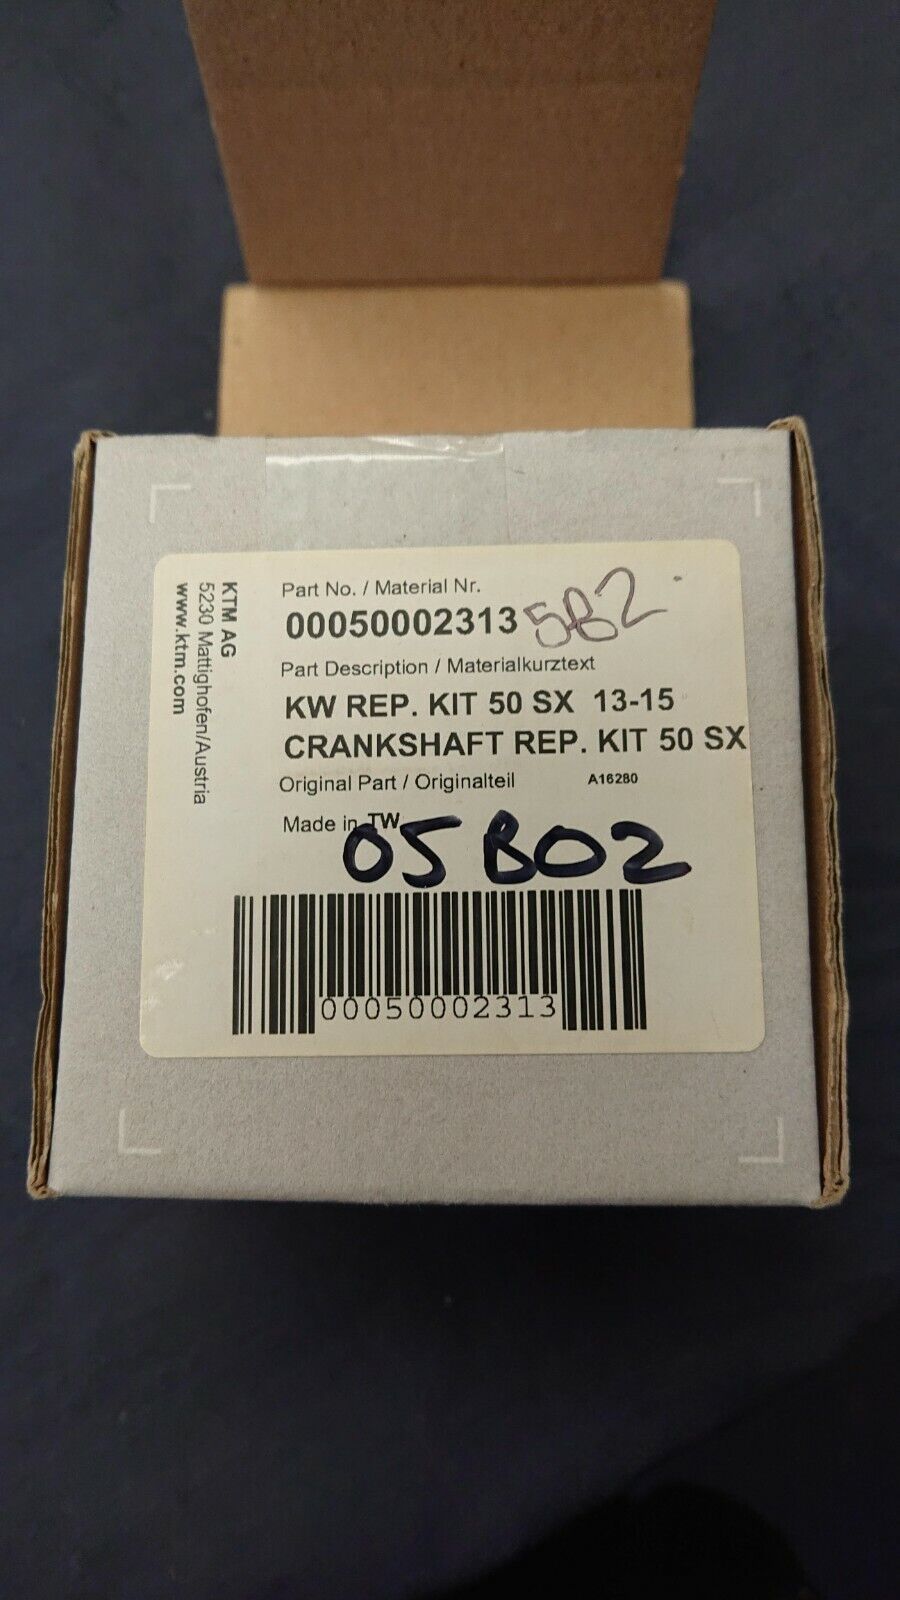 KTM AG
5230 Mattighofen/Austria
www.ktm.com
Part No. / Material Nr.
00050002313 5B2
Part Description / Materialkurztext
KW REP. KIT 50 SX 13-15
CRANKSHAFT REP. KIT 50 SX
Original Part / Originalteil A16280
Made in TW
05B02
00050002313